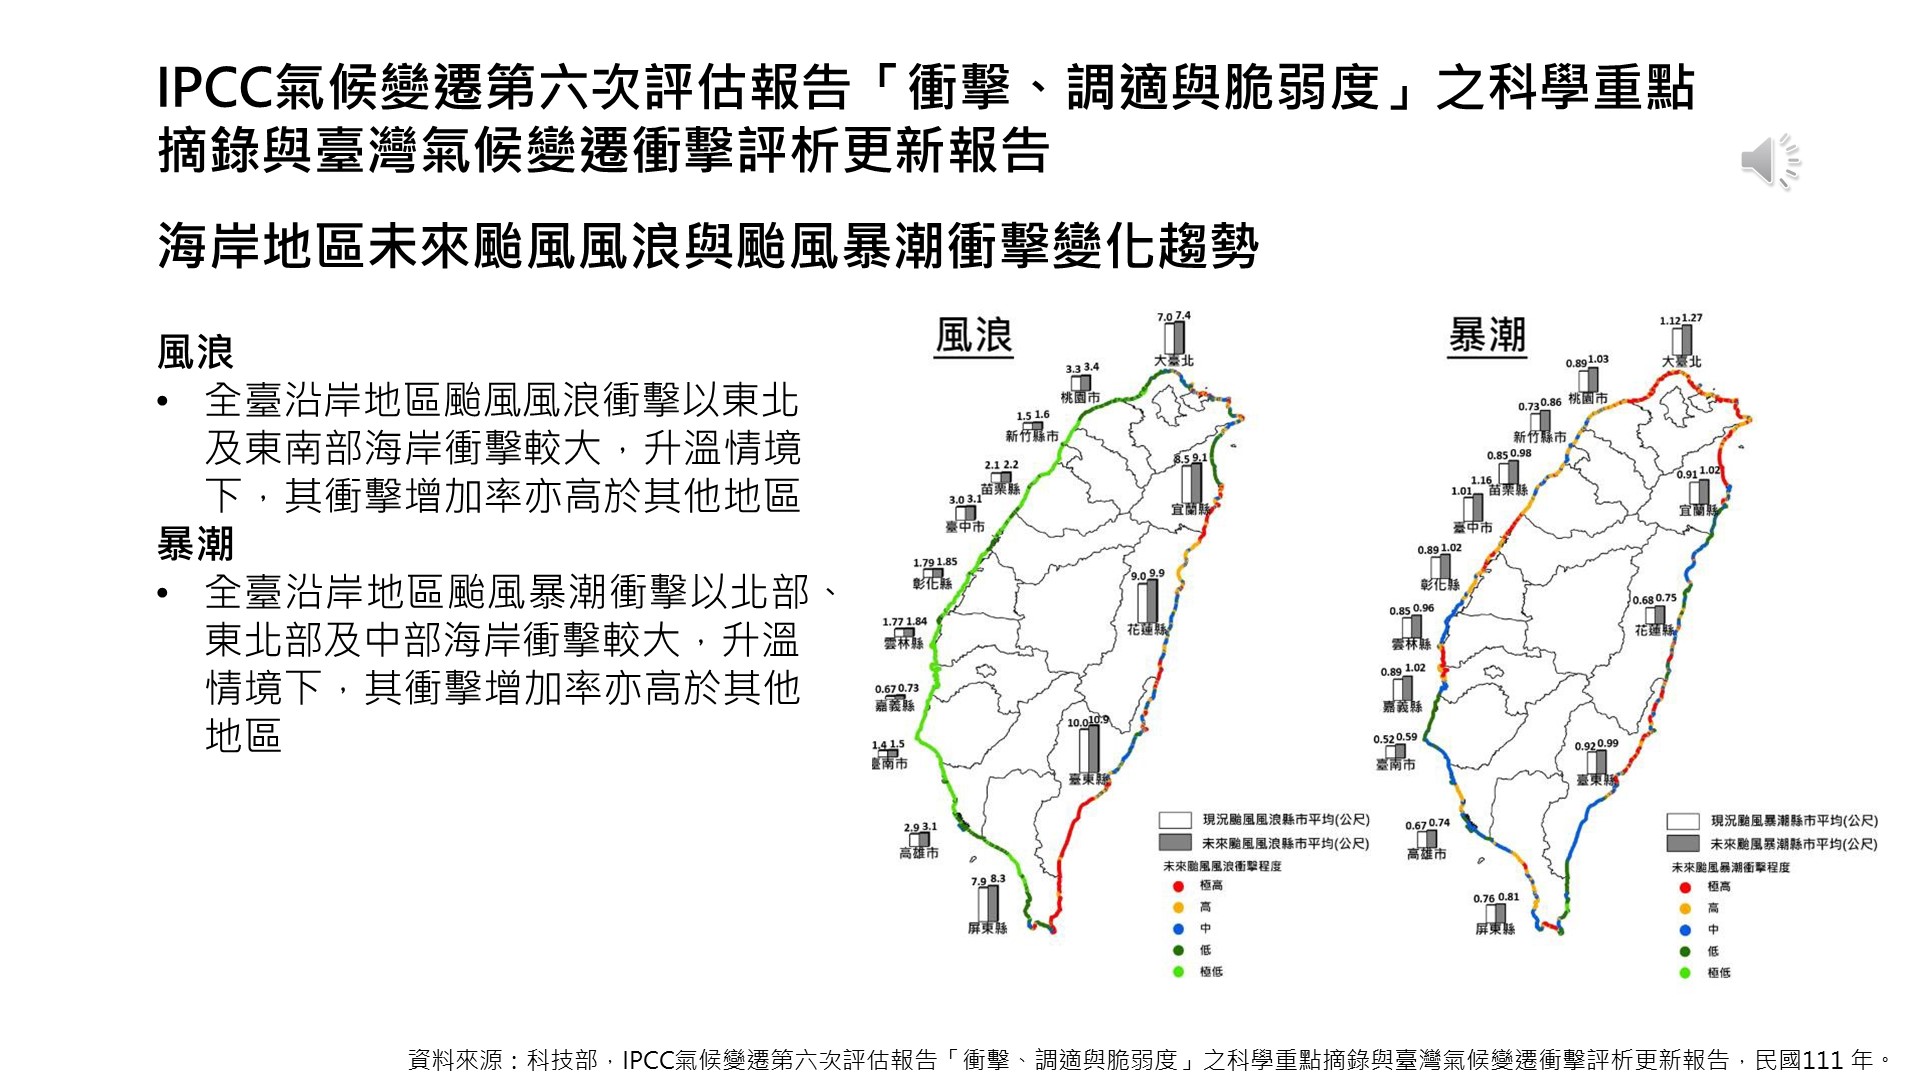 IPCC氣候變遷第六次評估報告「衝擊、調適與脆弱度」之科學重點
摘錄與臺灣氣候變遷衝擊評析更新報告
海岸地區未來颱風風浪與颱風暴潮衝擊變化趨勢
風浪
• 全臺沿岸地區颱風風浪衝擊以東北
及東南部海岸衝擊較大，升溫情境
下，其衝擊增加率亦高於其他地區
暴潮
• 全臺沿岸地區颱風暴潮衝擊以北部、
東北部及中部海岸衝擊較大，升溫
情境下，其衝擊增加率亦高於其他
地區
風浪
7.0 7.4
大臺北
3.3 3.4
桃園市
1.5 1.6
新竹縣市
2.1 2.2
苗栗縣
3.0 3.1
臺中市
8.5 9.1
宜蘭縣
1.79 1.85
彰化縣
9.0 9.9
花蓮縣
1.77 1.84
雲林縣
0.67 0.73
嘉義縣
10.0 10.9
臺東縣
1.4 1.5
臺南市
2.9 3.1
高雄市
7.9 8.3
屏東縣
現況颱風風浪縣市平均(公尺)
未來颱風風浪縣市平均(公尺)
未來颱風風浪衝擊程度
極高
高
中
低
極低
暴潮
1.12 1.27
大臺北
0.89 1.03
桃園市
0.73 0.86
新竹縣市
0.85 0.98
苗栗縣
1.01 1.16
臺中市
0.91 1.02
宜蘭縣
0.89 1.02
彰化縣
0.85 0.96
雲林縣
0.68 0.75
花蓮縣
0.89 1.02
嘉義縣
0.52 0.59
臺南市
0.92 0.99
臺東縣
0.67 0.74
高雄市
0.76 0.81
屏東縣
現況颱風暴潮縣市平均(公尺)
未來颱風暴潮縣市平均(公尺)
未來颱風暴潮衝擊程度
極高
高
中
低
極低
資料來源：科技部，IPCC氣候變遷第六次評估報告「衝擊、調適與脆弱度」之科學重點摘錄與臺灣氣候變遷衝擊評析更新報告，民國111 年。